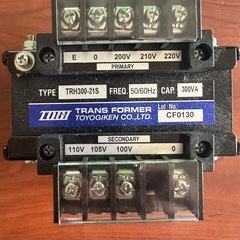 E 0 200V 210V 220V
PRIMARY
TYPE TRH300-21S FREQ. 50/60Hz CAP. 300VA
TOGI TRANS FORMER Lot No.
TOYOGIKEN CO.,LTD. CF0130
SECONDARY
110V 105V 100V 0